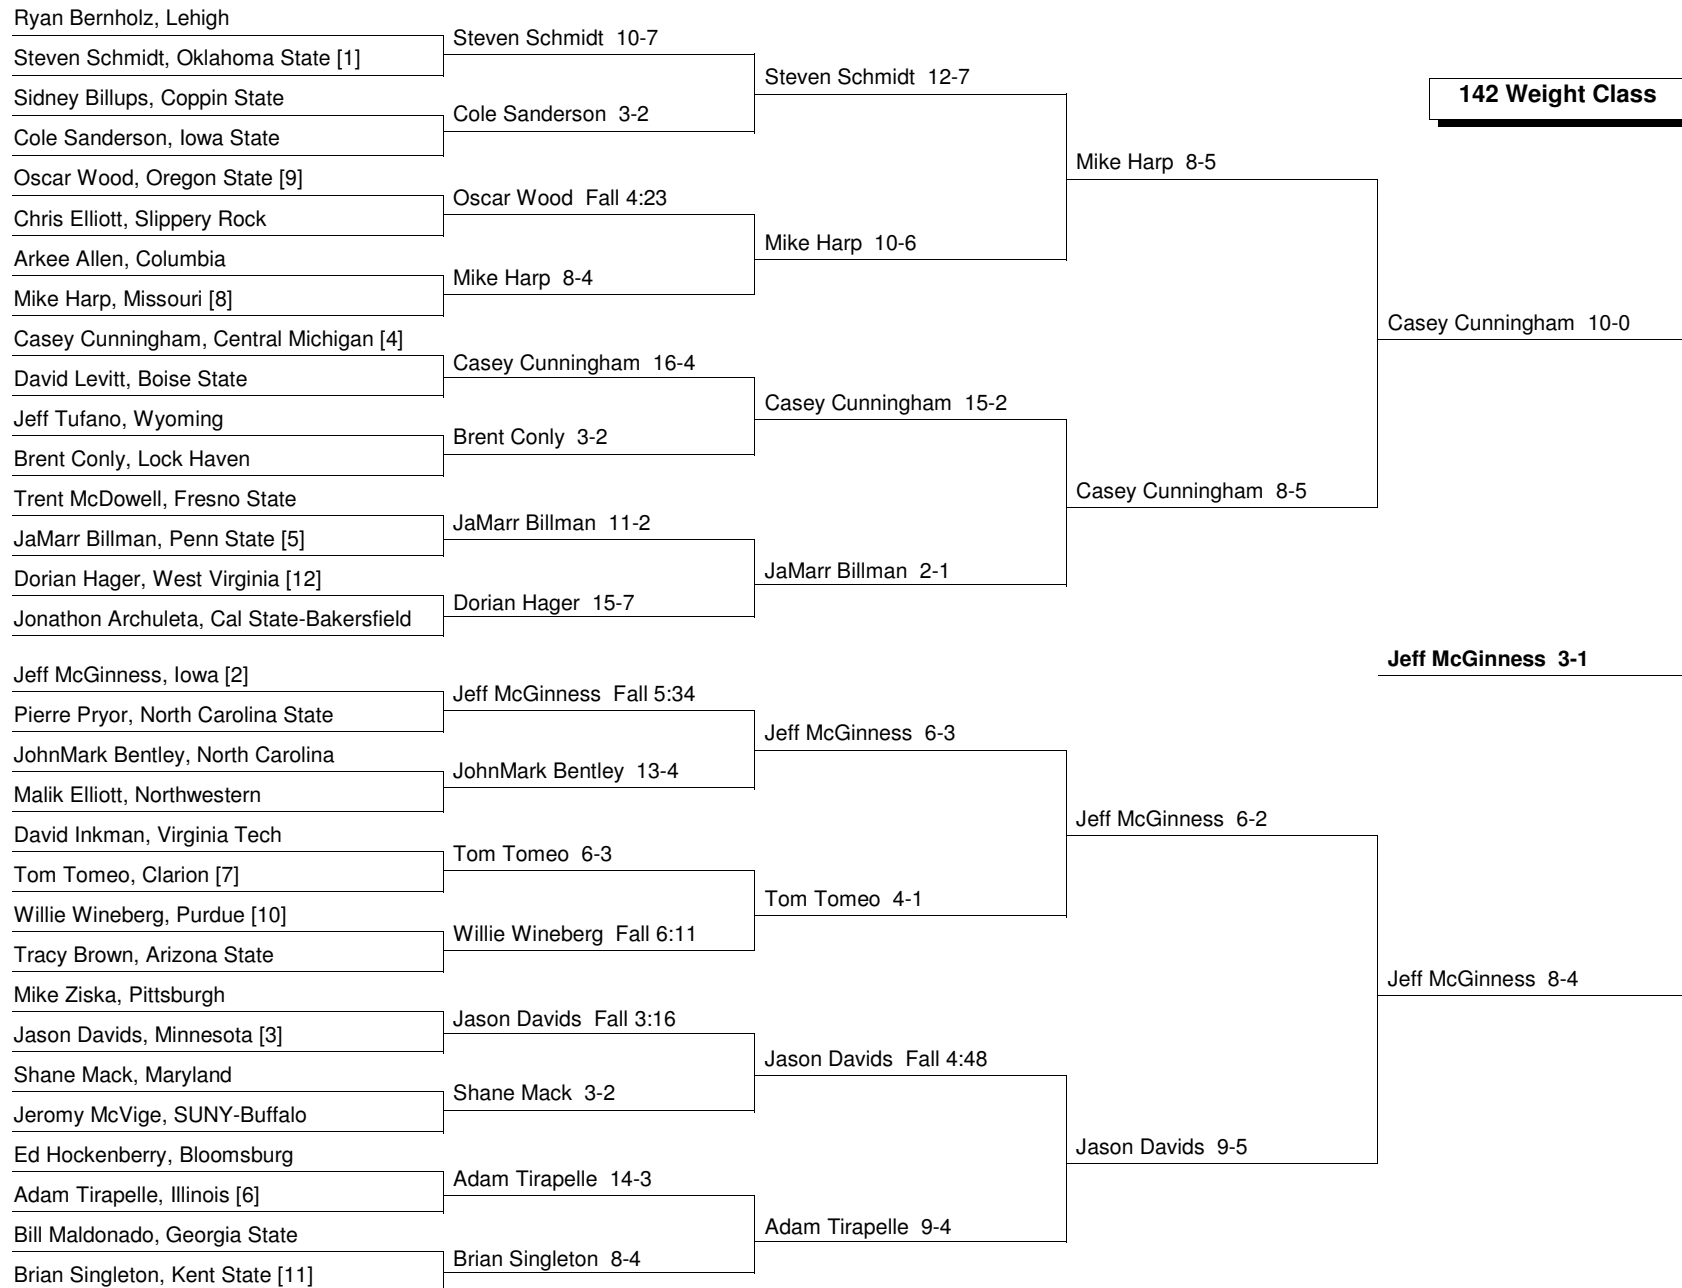 142 Weight Class
Ryan Bernholz, Lehigh
Steven Schmidt, Oklahoma State [1]
Sidney Billups, Coppin State
Cole Sanderson, Iowa State
Oscar Wood, Oregon State [9]
Chris Elliott, Slippery Rock
Arkee Allen, Columbia
Mike Harp, Missouri [8]
Casey Cunningham, Central Michigan [4]
David Levitt, Boise State
Jeff Tufano, Wyoming
Brent Conly, Lock Haven
Trent McDowell, Fresno State
JaMarr Billman, Penn State [5]
Dorian Hager, West Virginia [12]
Jonathon Archuleta, Cal State-Bakersfield
Jeff McGinness, Iowa [2]
Pierre Pryor, North Carolina State
JohnMark Bentley, North Carolina
Malik Elliott, Northwestern
David Inkman, Virginia Tech
Tom Tomeo, Clarion [7]
Willie Wineberg, Purdue [10]
Tracy Brown, Arizona State
Mike Ziska, Pittsburgh
Jason Davids, Minnesota [3]
Shane Mack, Maryland
Jeromy McVige, SUNY-Buffalo
Ed Hockenberry, Bloomsburg
Adam Tirapelle, Illinois [6]
Bill Maldonado, Georgia State
Brian Singleton, Kent State [11]
Steven Schmidt 10-7
Cole Sanderson 3-2
Oscar Wood Fall 4:23
Mike Harp 8-4
Casey Cunningham 16-4
Brent Conly 3-2
JaMarr Billman 11-2
Dorian Hager 15-7
Jeff McGinness Fall 5:34
JohnMark Bentley 13-4
Tom Tomeo 6-3
Willie Wineberg Fall 6:11
Jason Davids Fall 3:16
Shane Mack 3-2
Adam Tirapelle 14-3
Brian Singleton 8-4
Steven Schmidt 12-7
Mike Harp 10-6
Casey Cunningham 15-2
JaMarr Billman 2-1
Jeff McGinness 6-3
Tom Tomeo 4-1
Jason Davids Fall 4:48
Adam Tirapelle 9-4
Mike Harp 8-5
Casey Cunningham 8-5
Jeff McGinness 6-2
Jason Davids 9-5
Casey Cunningham 10-0
Jeff McGinness 3-1
Jeff McGinness 8-4